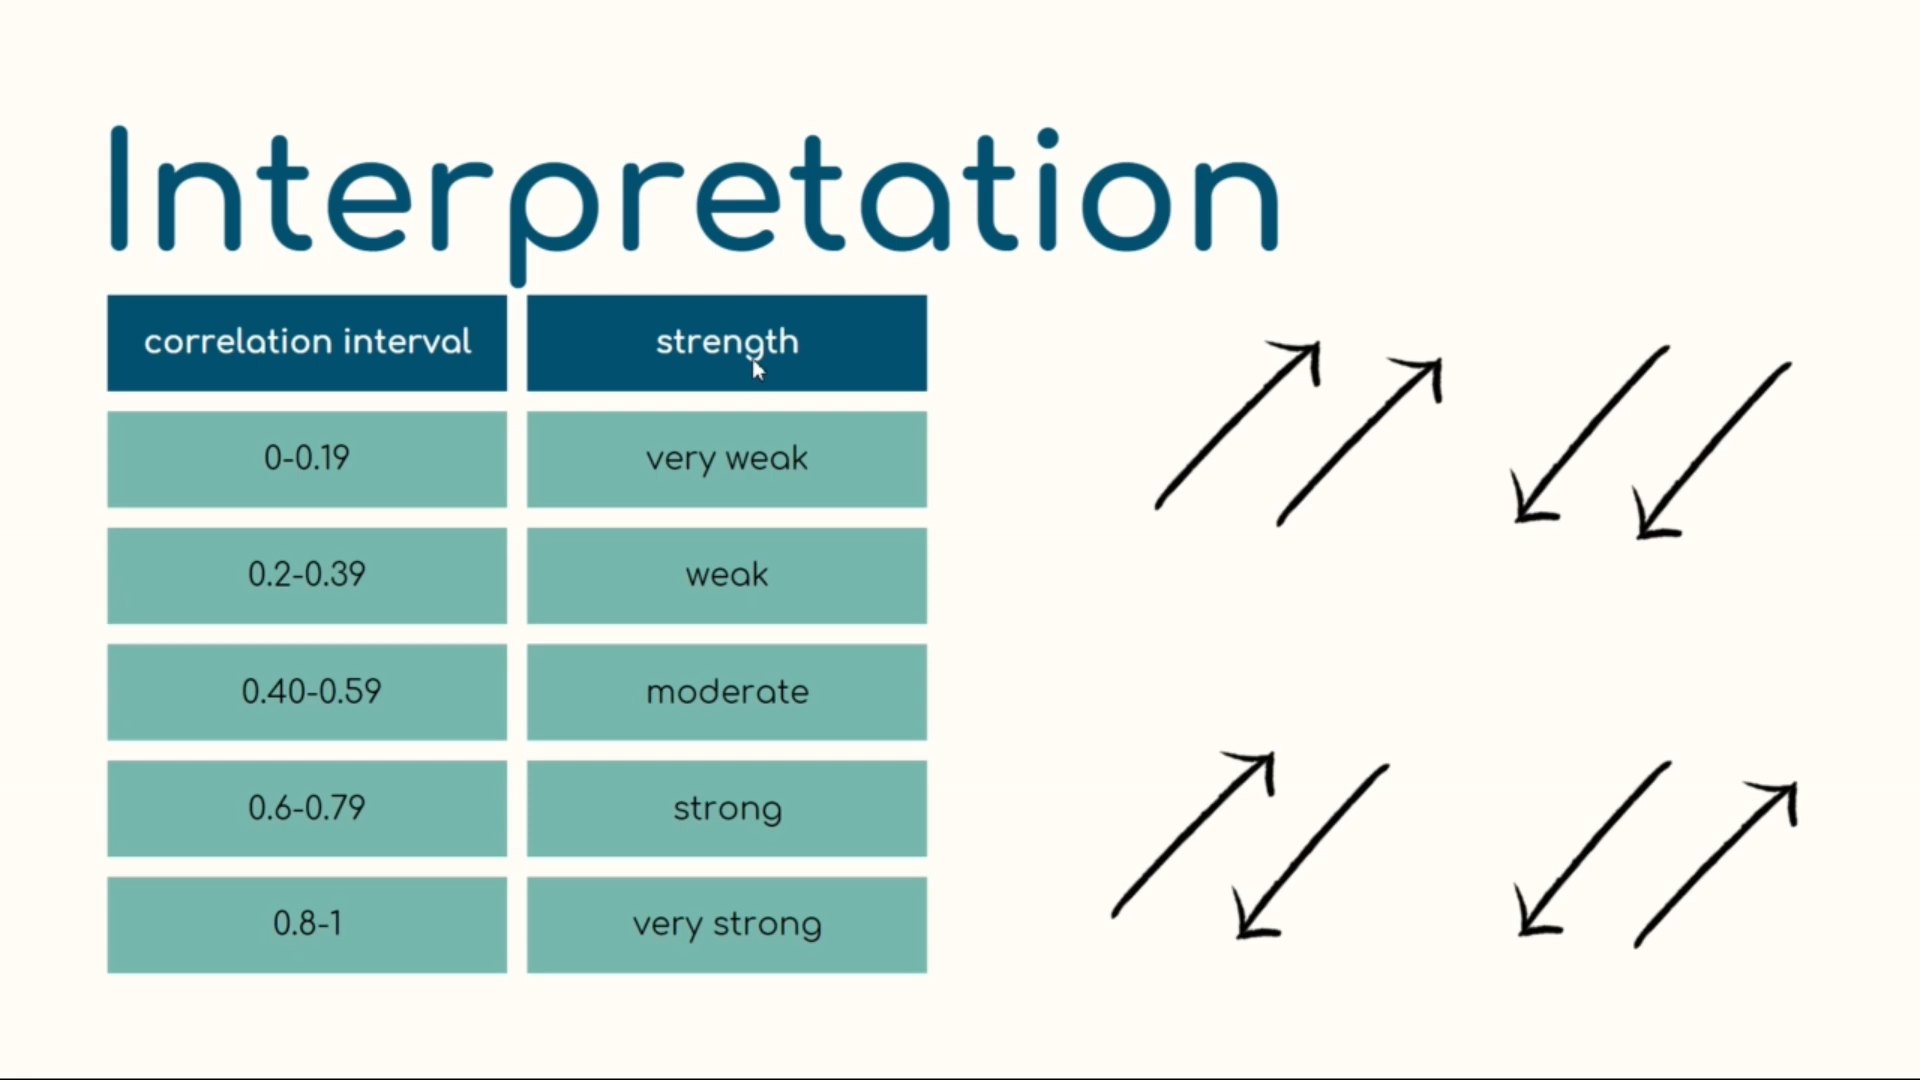 Interpretation
correlation interval strength
0-0.19 very weak
0.2-0.39 weak
0.40-0.59 moderate
0.6-0.79 strong
0.8-1 very strong